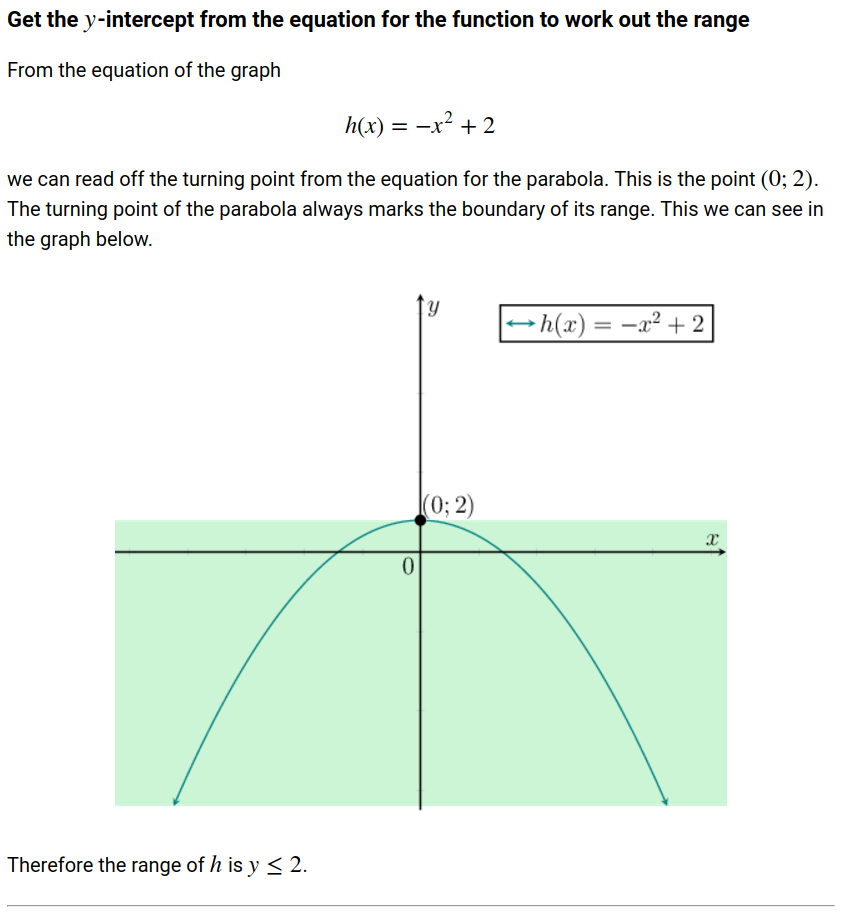 Get the y-intercept from the equation for the function to work out the range
From the equation of the graph
h(x) = −x² + 2
we can read off the turning point from the equation for the parabola. This is the point (0; 2).
The turning point of the parabola always marks the boundary of its range. This we can see in
the graph below.
y
h(x) = −x² + 2
(0; 2)
x
0
Therefore the range of h is y ≤ 2.